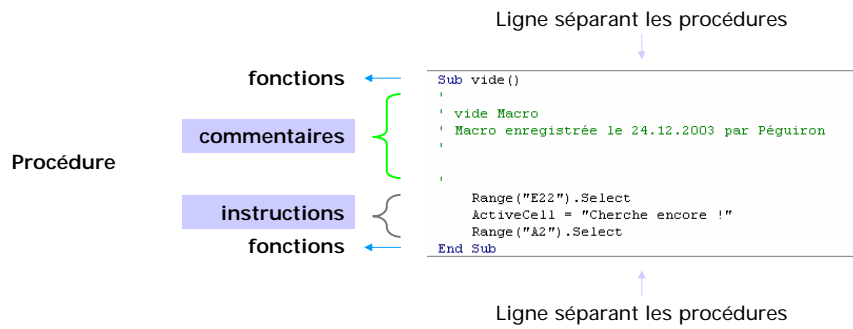 Ligne séparant les procédures
fonctions
Sub vide()
'
' vide Macro
' Macro enregistrée le 24.12.2003 par Péguiron
'
commentaires
Procédure
'
Range("E22").Select
instructions
ActiveCell = "Cherche encore !"
Range("A2").Select
fonctions
End Sub
Ligne séparant les procédures